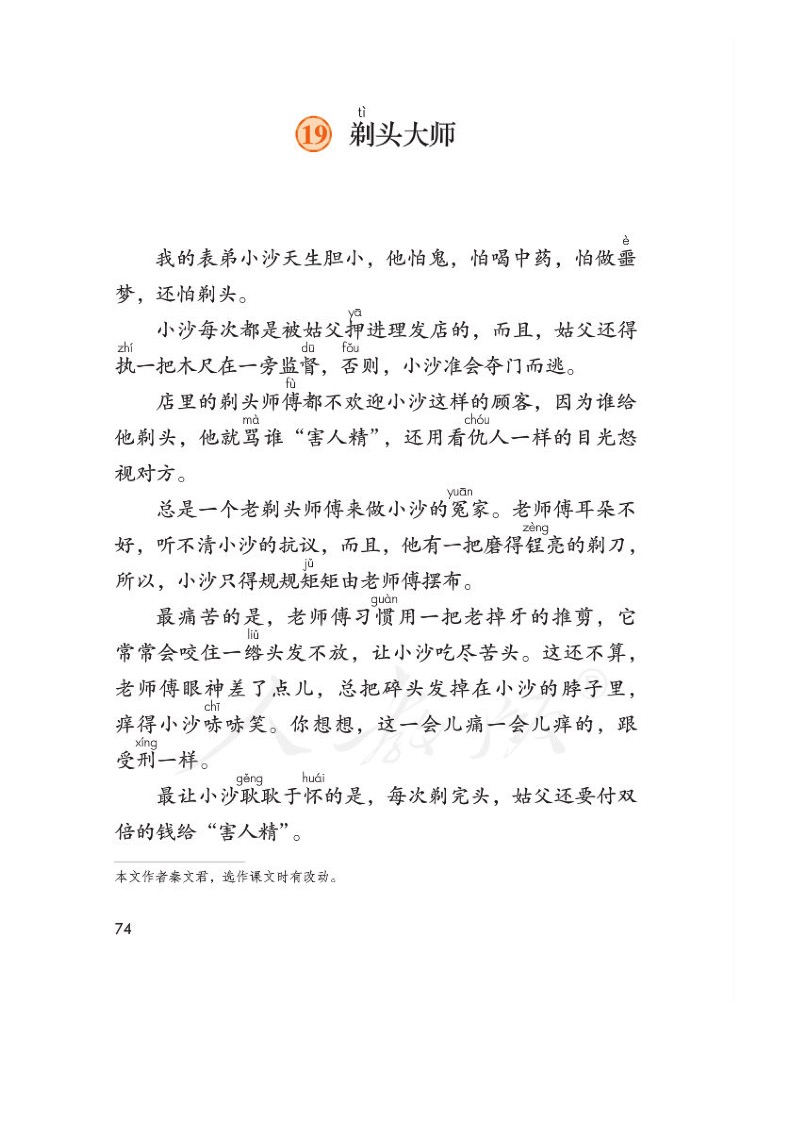 tì
19 剃头大师
è
我的表弟小沙天生胆小，他怕鬼，怕喝中药，怕做噩
梦，还怕剃头。
yā
小沙每次都是被姑父押进理发店的，而且，姑父还得
zhí dū fǒu
执一把木尺在一旁监督，否则，小沙准会夺门而逃。
fù
店里的剃头师傅都不欢迎小沙这样的顾客，因为谁给
mà chóu
他剃头，他就骂谁“害人精”，还用看仇人一样的目光怒
视对方。
yuān
总是一个老剃头师傅来做小沙的冤家。老师傅耳朵不
zèng
好，听不清小沙的抗议，而且，他有一把磨得锃亮的剃刀，
jǔ
所以，小沙只得规规矩矩由老师傅摆布。
guàn
最痛苦的是，老师傅习惯用一把老掉牙的推剪，它
liǔ
常常会咬住一绺头发不放，让小沙吃尽苦头。这还不算，
老师傅眼神差了点儿，总把碎头发掉在小沙的脖子里，
chī
痒得小沙哧哧笑。你想想，这一会儿痛一会儿痒的，跟
xíng
受刑一样。
gěng huái
最让小沙耿耿于怀的是，每次剃完头，姑父还要付双
倍的钱给“害人精”。
本文作者秦文君，选作课文时有改动。
74
人教版